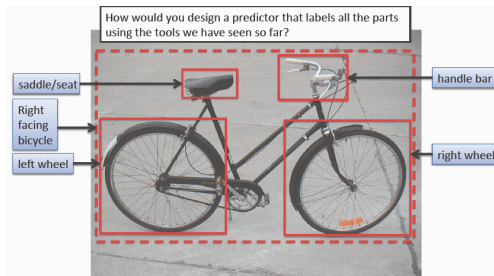 How would you design a predictor that labels all the parts
using the tools we have seen so far?
saddle/seat
handle bar
Right
facing
bicycle
left wheel
right wheel